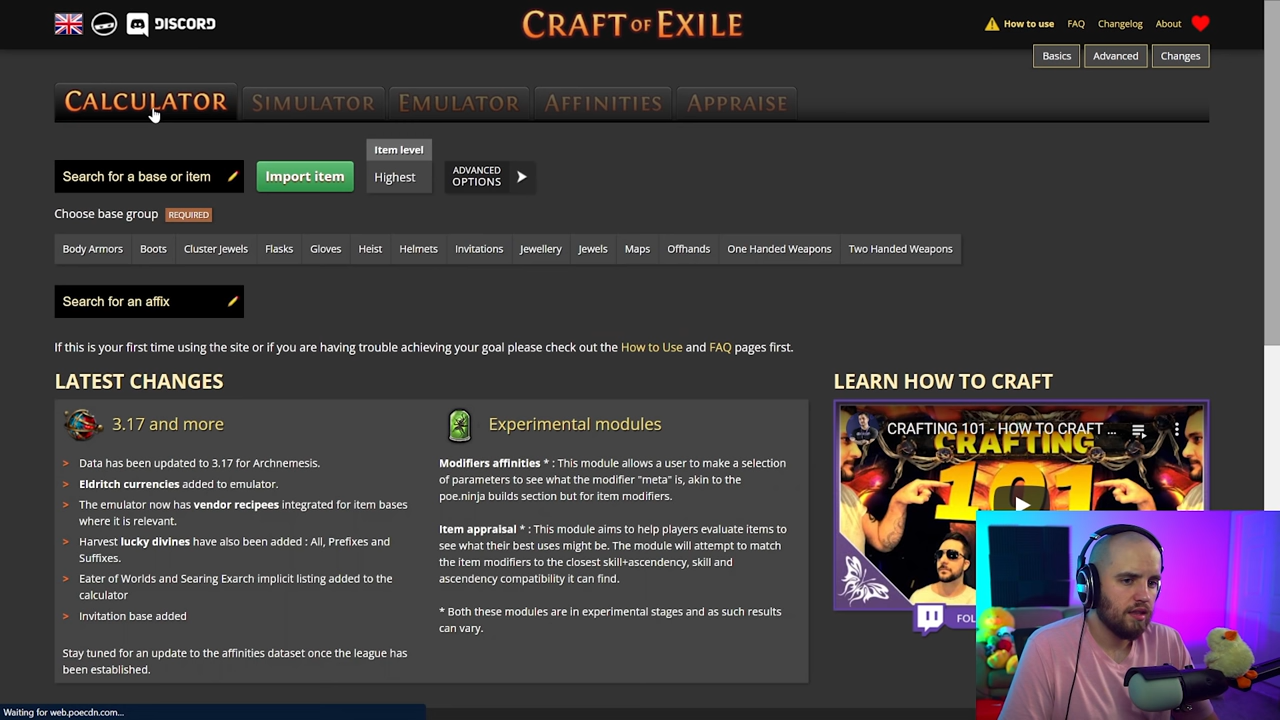 DISCORD
CRAFT OF EXILE
How to use
FAQ
Changelog
About
Basics
Advanced
Changes
CALCULATOR
SIMULATOR
EMULATOR
AFFINITIES
APPRAISE
Item level
Search for a base or item
Import item
Highest
ADVANCED
OPTIONS
Choose base group REQUIRED
Body Armors
Boots
Cluster Jewels
Flasks
Gloves
Heist
Helmets
Invitations
Jewellery
Jewels
Maps
Offhands
One Handed Weapons
Two Handed Weapons
Search for an affix
If this is your first time using the site or if you are having trouble achieving your goal please check out the How to Use and FAQ pages first.
LATEST CHANGES
3.17 and more
> Data has been updated to 3.17 for Archnemesis.
> Eldritch currencies added to emulator.
> The emulator now has vendor recipees integrated for item bases
where it is relevant.
> Harvest lucky divines have also been added : All, Prefixes and
Suffixes.
> Eater of Worlds and Searing Exarch implicit listing added to the
calculator
> Invitation base added
Stay tuned for an update to the affinities dataset once the league has
been established.
Experimental modules
Modifiers affinities * : This module allows a user to make a selection
of parameters to see what the modifier "meta" is, akin to the
poe.ninja builds section but for item modifiers.
Item appraisal * : This module aims to help players evaluate items to
see what their best uses might be. The module will attempt to match
the item modifiers to the closest skill+ascendency, skill and
ascendency compatibility it can find.
* Both these modules are in experimental stages and as such results
can vary.
LEARN HOW TO CRAFT
CRAFTING 101 - HOW TO CRAFT ...
CRAFTING
101
FOL
Waiting for web.poecdn.com...